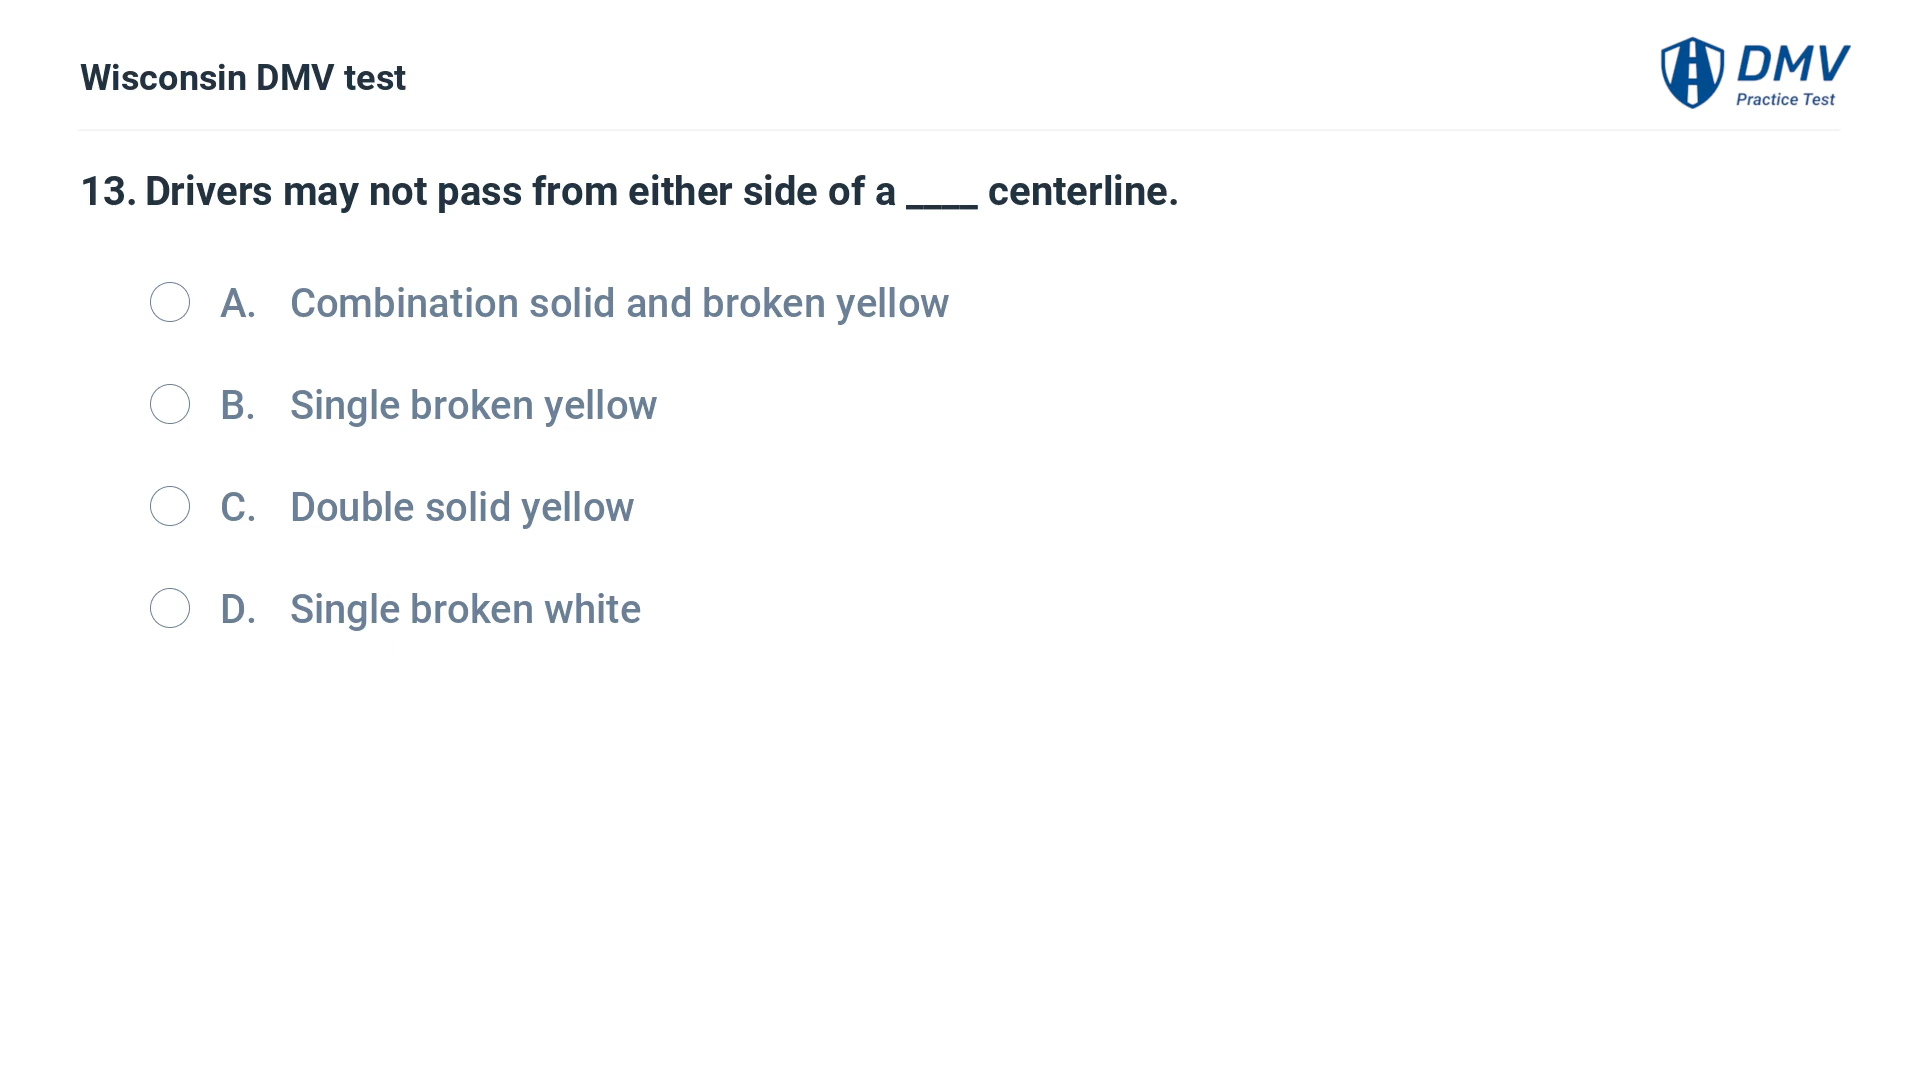 Wisconsin DMV test
DMV
Practice Test
13. Drivers may not pass from either side of a ____ centerline.
A. Combination solid and broken yellow
B. Single broken yellow
C. Double solid yellow
D. Single broken white